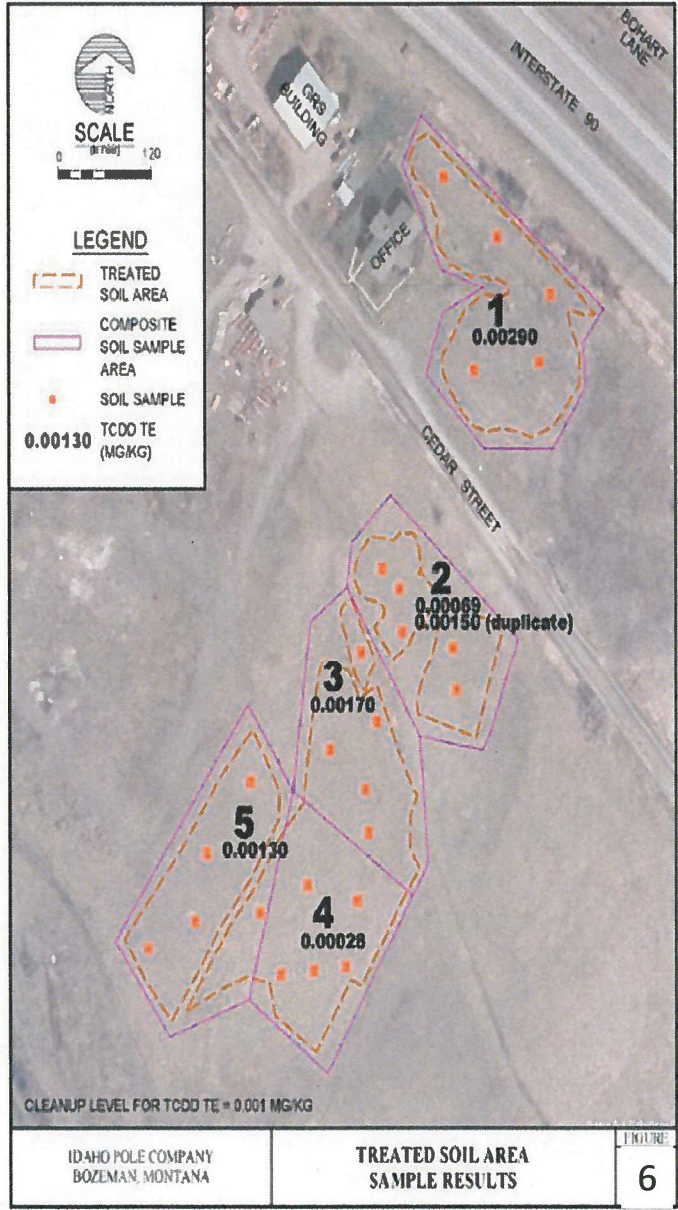 NORTH
SCALE
(in feet)
0 120
LEGEND
TREATED
SOIL AREA
COMPOSITE
SOIL SAMPLE
AREA
SOIL SAMPLE
0.00130 TCDD TE
(MG/KG)
BOHART
LANE
INTERSTATE 90
GRS
BUILDING
OFFICE
1
0.00290
CEDAR STREET
2
0.00069
0.00150 (duplicate)
3
0.00170
5
0.00130
4
0.00028
CLEANUP LEVEL FOR TCDD TE = 0.001 MG/KG
IDAHO POLE COMPANY
BOZEMAN, MONTANA
TREATED SOIL AREA
SAMPLE RESULTS
FIGURE
6